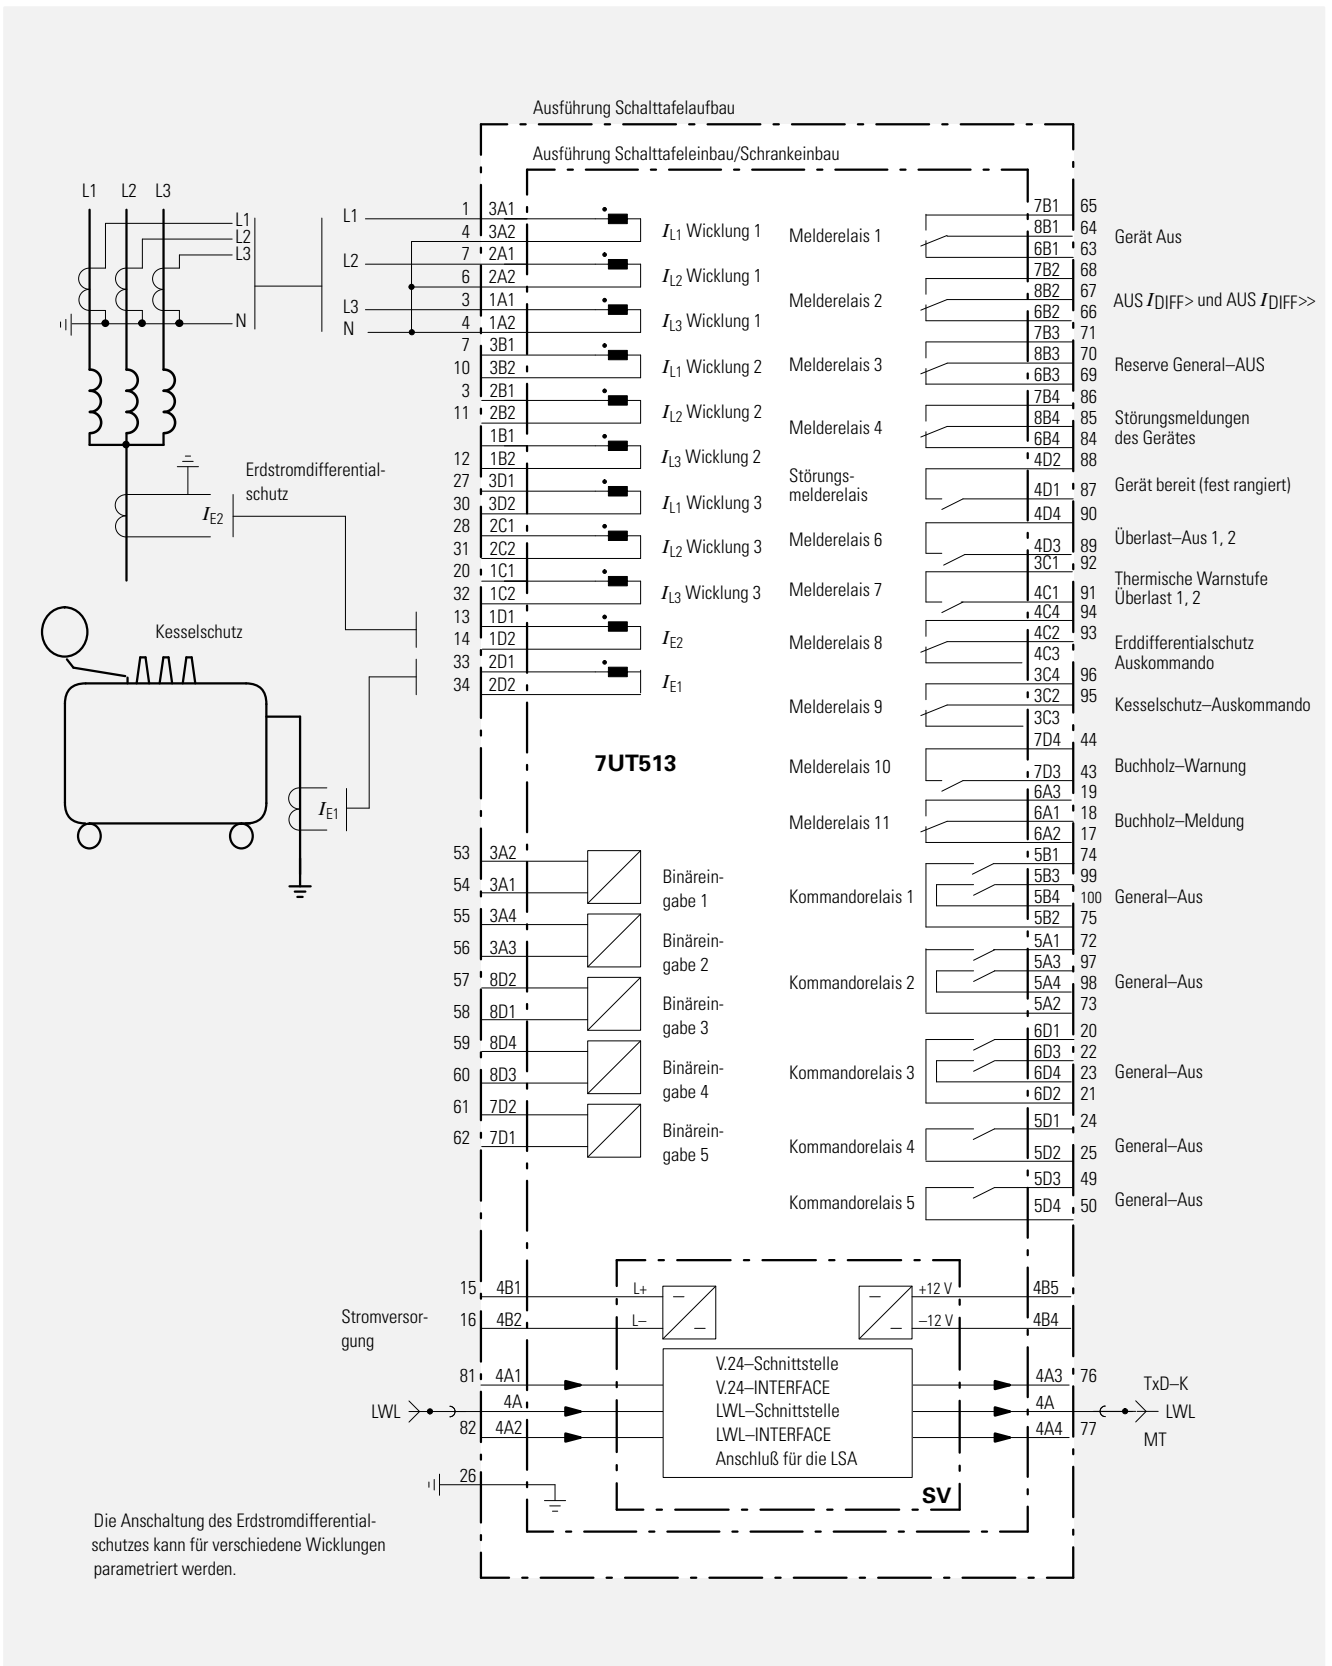 Ausführung Schalttafelaufbau
Ausführung Schalttafeleinbau/Schrankeinbau
L1 L2 L3
L1
L2
L3
N
L1
L2
L3
N
1 3A1
4 3A2
7 2A1
6 2A2
3 1A1
4 1A2
7 3B1
10 3B2
3 2B1
11 2B2
1B1
12 1B2
27 3D1
30 3D2
28 2C1
31 2C2
20 1C1
32 1C2
13 1D1
14 1D2
33 2D1
34 2D2
IL1 Wicklung 1
IL2 Wicklung 1
IL3 Wicklung 1
IL1 Wicklung 2
IL2 Wicklung 2
IL3 Wicklung 2
IL1 Wicklung 3
IL2 Wicklung 3
IL3 Wicklung 3
IE2
IE1
Erdstromdifferential-
schutz
IE2
Kesselschutz
IE1
7UT513
53 3A2
54 3A1
55 3A4
56 3A3
57 8D2
58 8D1
59 8D4
60 8D3
61 7D2
62 7D1
Binärein-
gabe 1
Binärein-
gabe 2
Binärein-
gabe 3
Binärein-
gabe 4
Binärein-
gabe 5
Melderelais 1
Melderelais 2
Melderelais 3
Melderelais 4
Störungs-
melderelais
Melderelais 6
Melderelais 7
Melderelais 8
Melderelais 9
Melderelais 10
Melderelais 11
Kommandorelais 1
Kommandorelais 2
Kommandorelais 3
Kommandorelais 4
Kommandorelais 5
7B1 65
8B1 64
6B1 63
7B2 68
8B2 67
6B2 66
7B3 71
8B3 70
6B3 69
7B4 86
8B4 85
6B4 84
4D2 88
4D1 87
4D4 90
4D3 89
3C1 92
4C1 91
4C4 94
4C2 93
4C3
3C4 96
3C2 95
3C3
7D4 44
7D3 43
6A3 19
6A1 18
6A2 17
5B1 74
5B3 99
5B4 100
5B2 75
5A1 72
5A3 97
5A4 98
5A2 73
6D1 20
6D3 22
6D4 23
6D2 21
5D1 24
5D2 25
5D3 49
5D4 50
Gerät Aus
AUS IDIFF> und AUS IDIFF>>
Reserve General–AUS
Störungsmeldungen
des Gerätes
Gerät bereit (fest rangiert)
Überlast–Aus 1, 2
Thermische Warnstufe
Überlast 1, 2
Erddifferentialschutz
Auskommando
Kesselschutz–Auskommando
Buchholz–Warnung
Buchholz–Meldung
General–Aus
General–Aus
General–Aus
General–Aus
General–Aus
Stromversor-
gung
15 4B1 L+
16 4B2 L–
+12 V 4B5
–12 V 4B4
81 4A1
LWL 4A
82 4A2
26
V.24–Schnittstelle
V.24–INTERFACE
LWL–Schnittstelle
LWL–INTERFACE
Anschluß für die LSA
SV
4A3 76
TxD–K
4A LWL
4A4 77
MT
Die Anschaltung des Erdstromdifferential-
schutzes kann für verschiedene Wicklungen
parametriert werden.